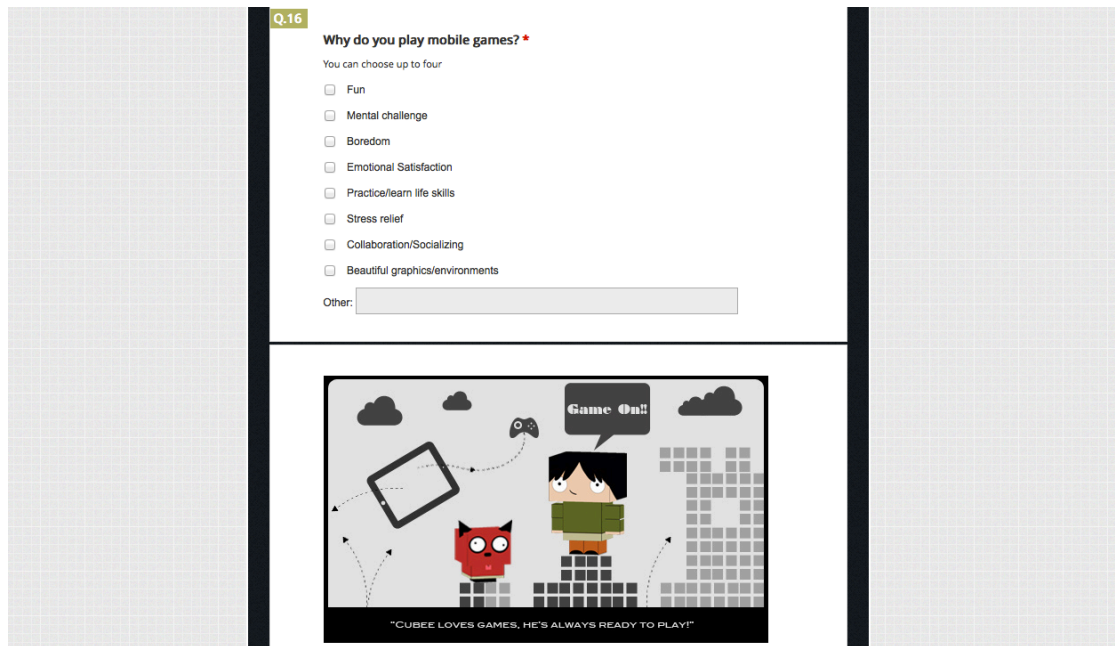 Q.16
Why do you play mobile games? *
You can choose up to four
Fun
Mental challenge
Boredom
Emotional Satisfaction
Practice/learn life skills
Stress relief
Collaboration/Socializing
Beautiful graphics/environments
Other:
Game On!!
"CUBEE LOVES GAMES, HE'S ALWAYS READY TO PLAY!"